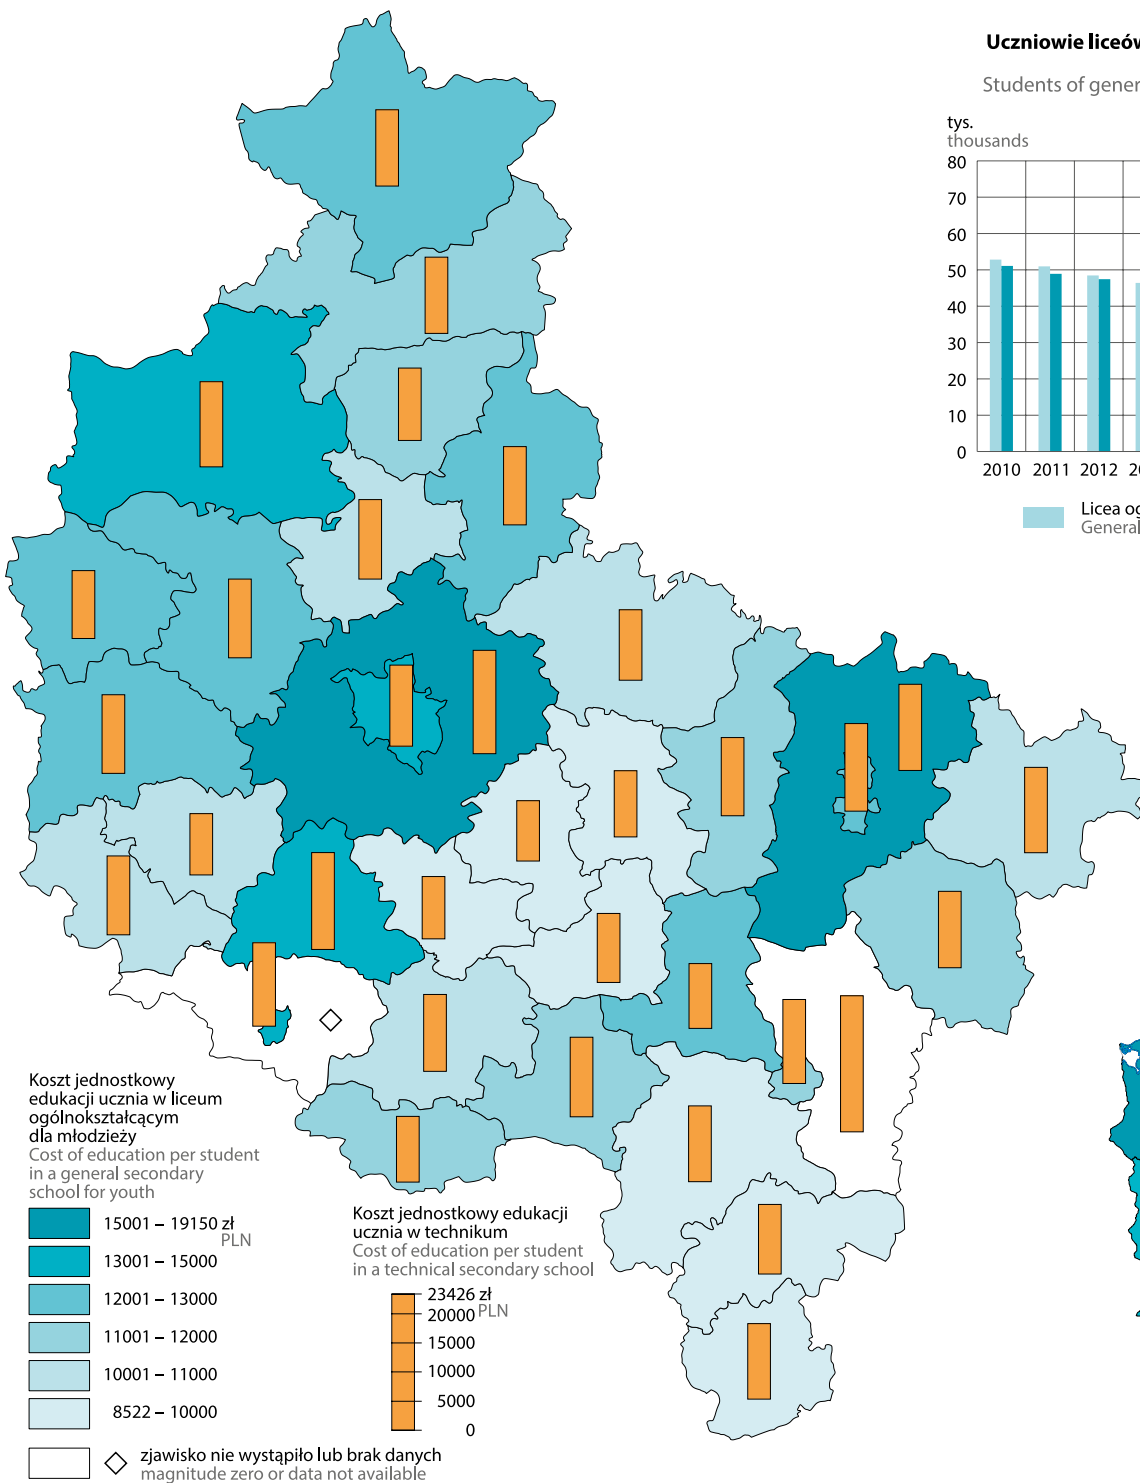 Uczniowie liceów
Students of gener
tys.
thousands
80
70
60
50
40
30
20
10
0
2010 2011 2012
Licea og
General
Koszt jednostkowy
edukacji ucznia w liceum
ogólnokształcącym
dla młodzieży
Cost of education per student
in a general secondary
school for youth
15001 – 19150 zł
PLN
13001 – 15000
12001 – 13000
11001 – 12000
10001 – 11000
8522 – 10000
zjawisko nie wystąpiło lub brak danych
magnitude zero or data not available
Koszt jednostkowy edukacji
ucznia w technikum
Cost of education per student
in a technical secondary school
23426 zł
20000 PLN
15000
10000
5000
0